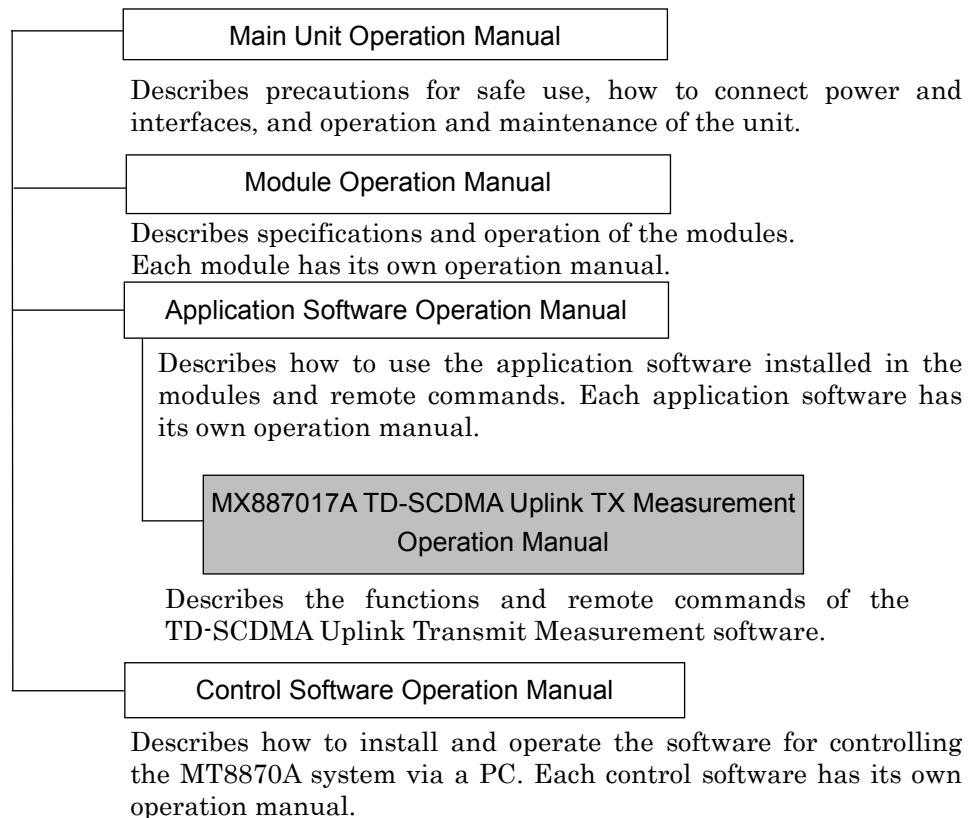 Main Unit Operation Manual
Describes precautions for safe use, how to connect power and
interfaces, and operation and maintenance of the unit.
Module Operation Manual
Describes specifications and operation of the modules.
Each module has its own operation manual.
Application Software Operation Manual
Describes how to use the application software installed in the
modules and remote commands. Each application software has
its own operation manual.
MX887017A TD-SCDMA Uplink TX Measurement
Operation Manual
Describes the functions and remote commands of the
TD-SCDMA Uplink Transmit Measurement software.
Control Software Operation Manual
Describes how to install and operate the software for controlling
the MT8870A system via a PC. Each control software has its own
operation manual.